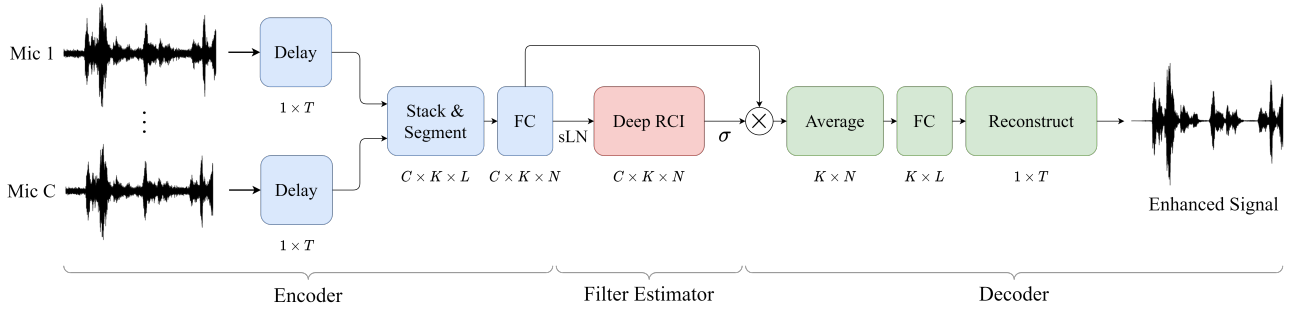 Mic 1
Delay
1 × T
Mic C
Delay
1 × T
Stack &
Segment
C × K × L
FC
C × K × N
sLN
Deep RCI
C × K × N
σ
Average
K × N
FC
K × L
Reconstruct
1 × T
Enhanced Signal
Encoder
Filter Estimator
Decoder